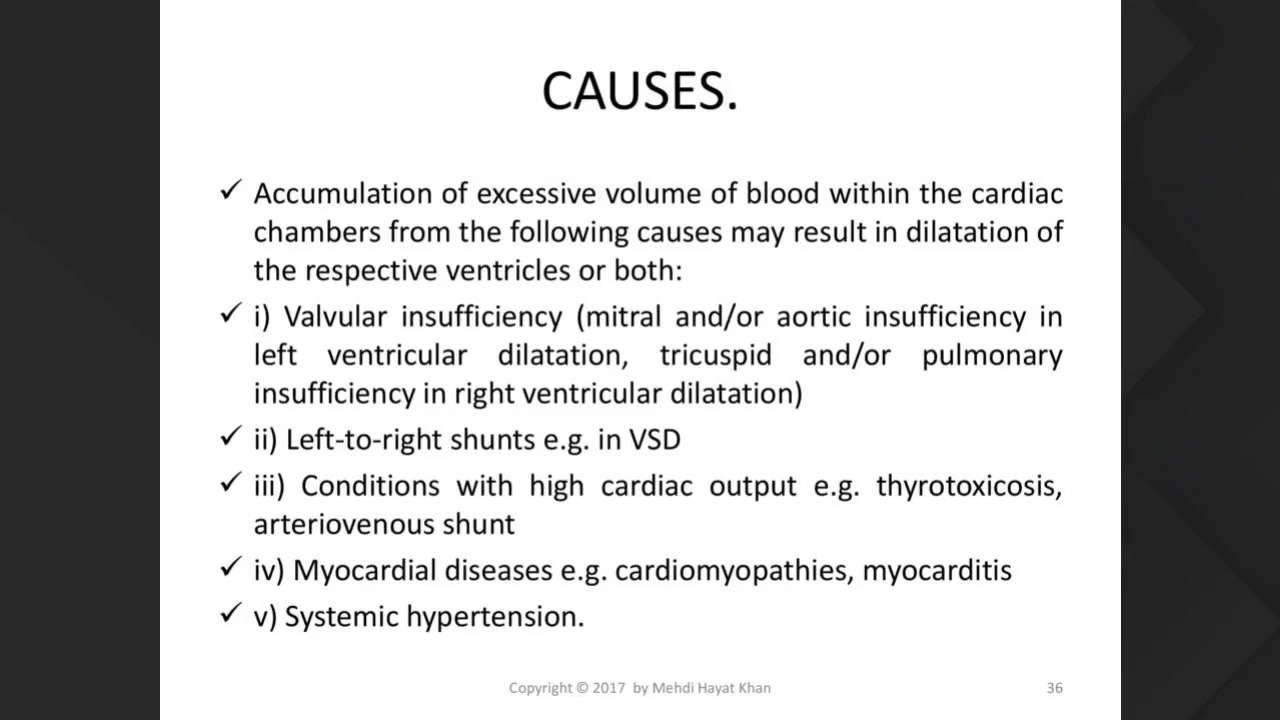 CAUSES.
✓ Accumulation of excessive volume of blood within the cardiac
chambers from the following causes may result in dilatation of
the respective ventricles or both:
✓ i) Valvular insufficiency (mitral and/or aortic insufficiency in
left ventricular dilatation, tricuspid and/or pulmonary
insufficiency in right ventricular dilatation)
✓ ii) Left-to-right shunts e.g. in VSD
✓ iii) Conditions with high cardiac output e.g. thyrotoxicosis,
arteriovenous shunt
✓ iv) Myocardial diseases e.g. cardiomyopathies, myocarditis
✓ v) Systemic hypertension.
Copyright © 2017 by Mehdi Hayat Khan
36